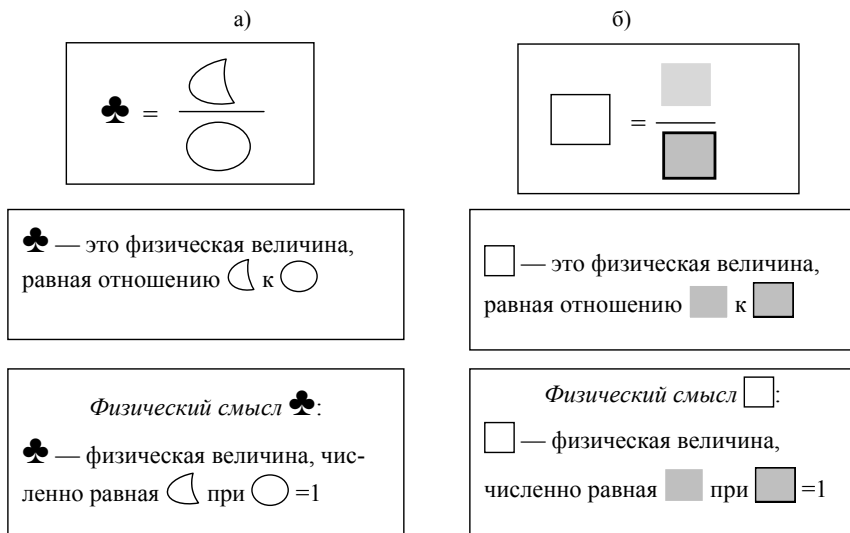 а)
♣ =
♣ — это физическая величина,
равная отношению к
Физический смысл ♣:
♣ — физическая величина, чис-
ленно равная при =1
б)
=
— это физическая величина,
равная отношению к
Физический смысл :
— физическая величина,
численно равная при =1